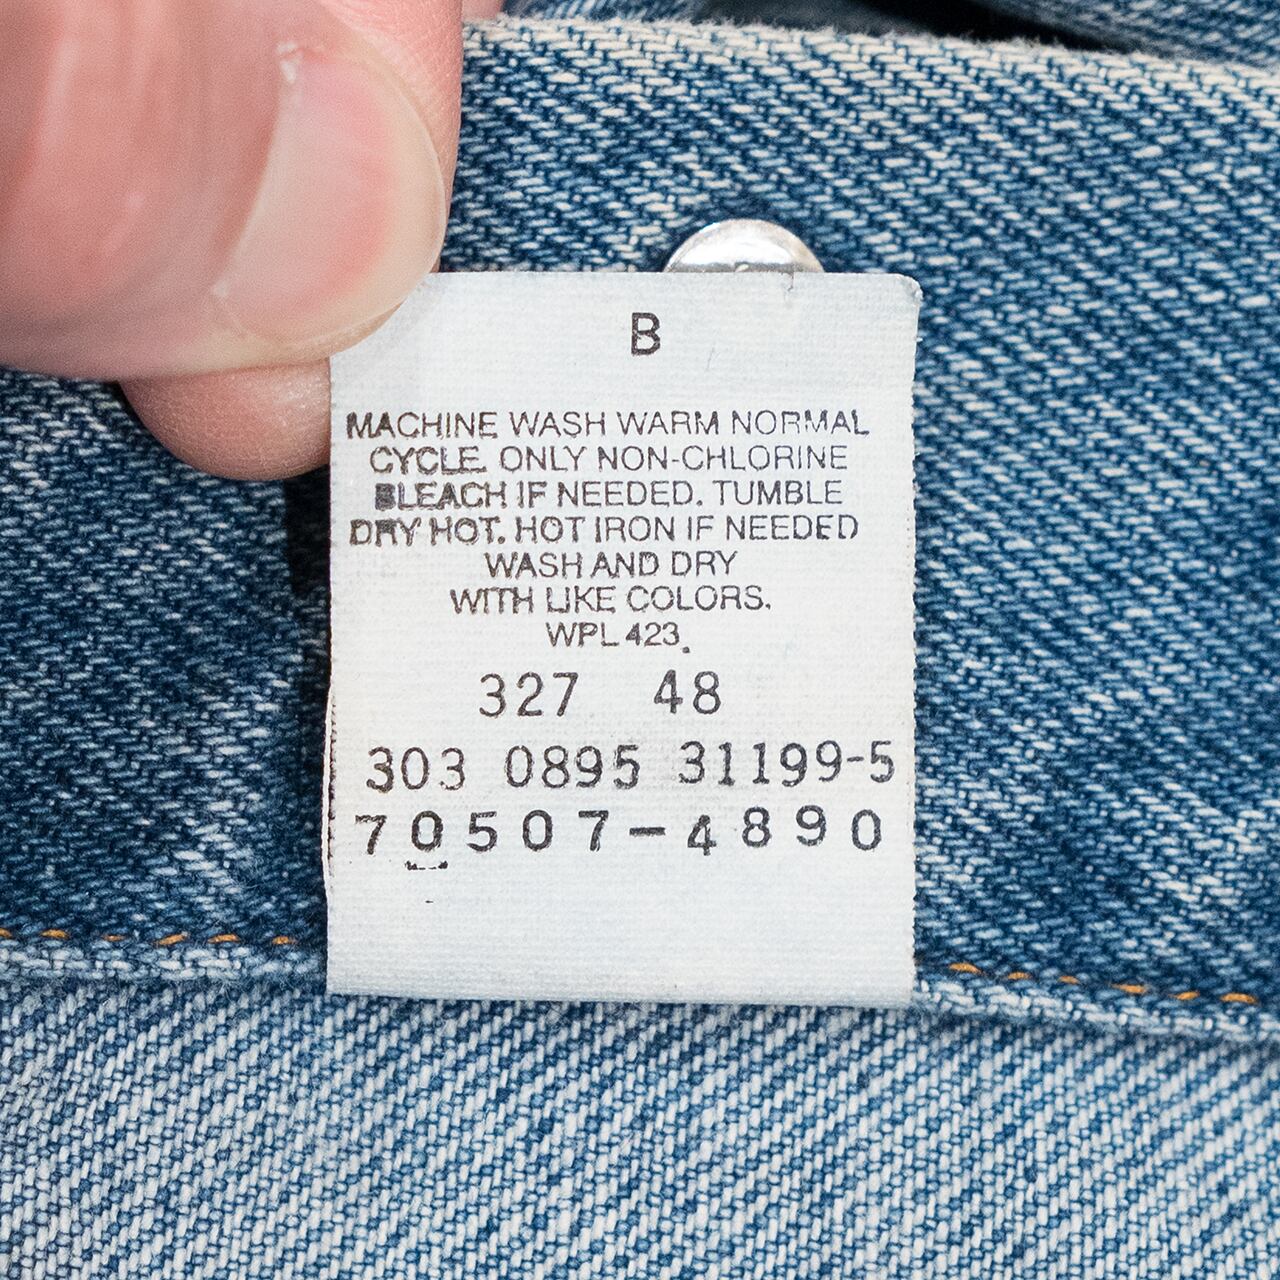 B
MACHINE WASH WARM NORMAL
CYCLE. ONLY NON-CHLORINE
BLEACH IF NEEDED. TUMBLE
DRY HOT. HOT IRON IF NEEDED
WASH AND DRY
WITH LIKE COLORS.
WPL 423.
327 48
303 0895 31199-5
70507-4890